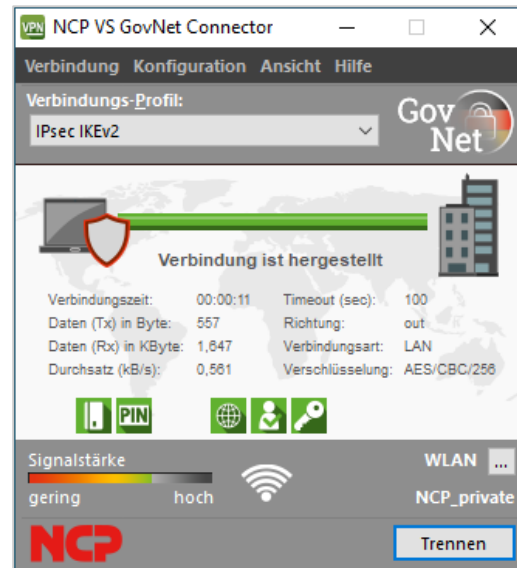 VPN NCP VS GovNet Connector
Verbindung Konfiguration Ansicht Hilfe
Verbindungs-Profil:
IPsec IKEv2
Gov
Net
Verbindung ist hergestellt
Verbindungszeit: 00:00:11 Timeout (sec): 100
Daten (Tx) in Byte: 557 Richtung: out
Daten (Rx) in KByte: 1,647 Verbindungsart: LAN
Durchsatz (kB/s): 0,561 Verschlüsselung: AES/CBC/256
PIN
Signalstärke WLAN ...
gering hoch NCP_private
NCP Trennen